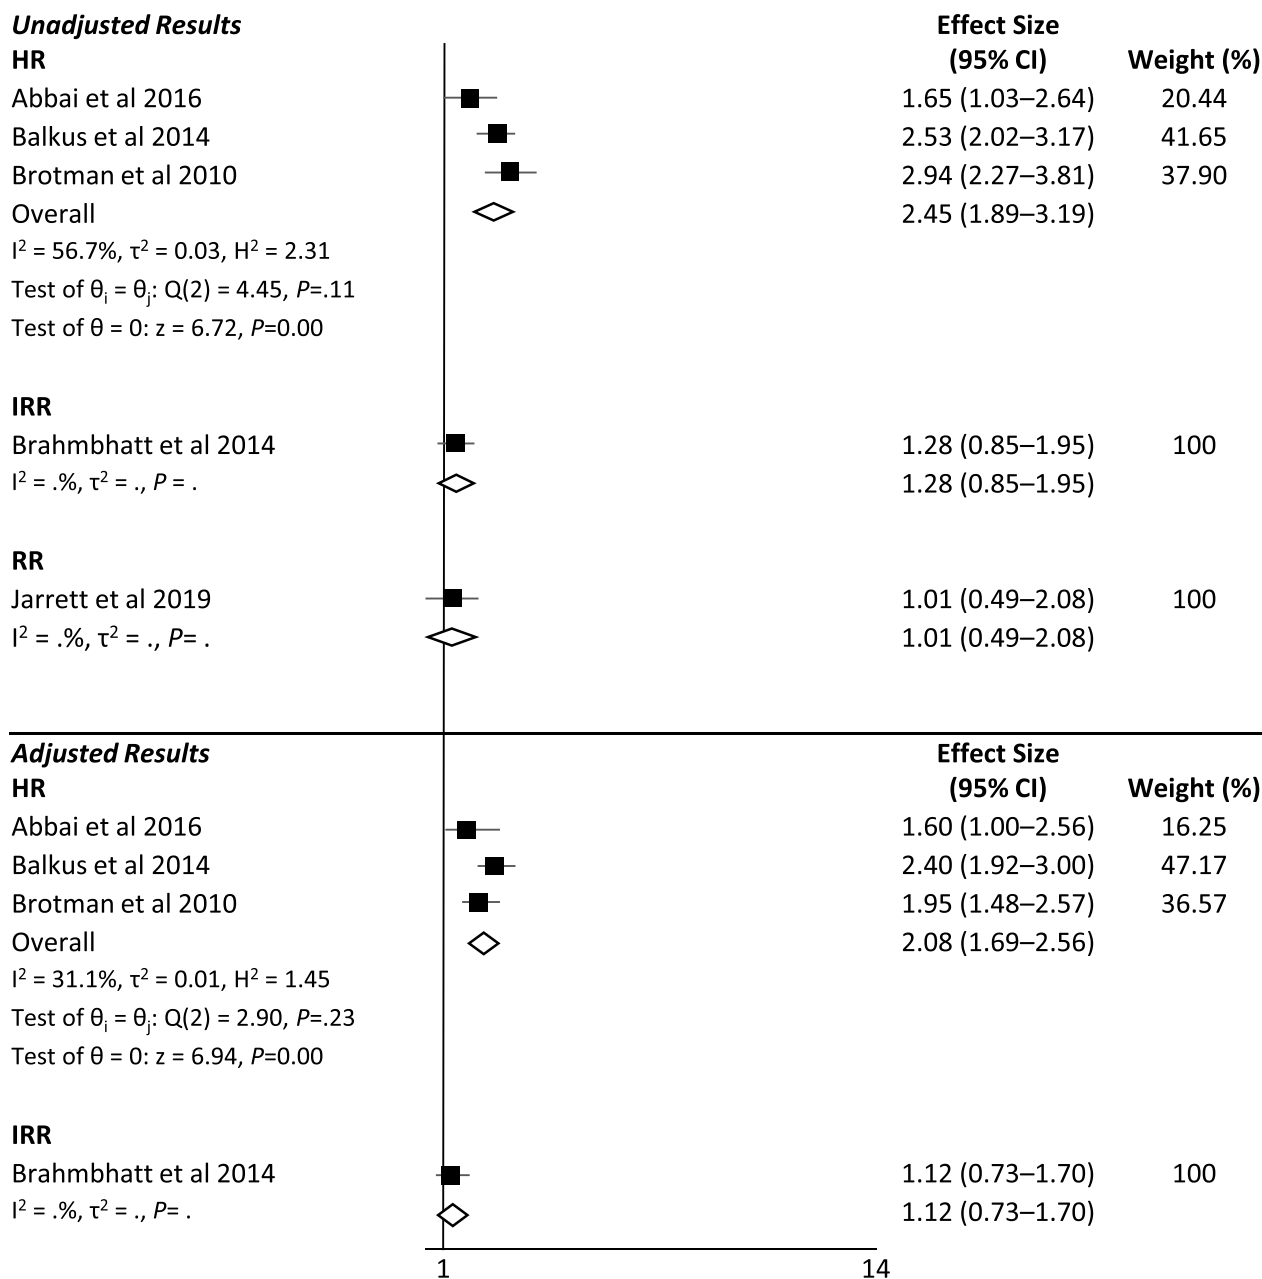 Unadjusted Results Effect Size
HR (95% CI) Weight (%)
Abbai et al 2016 1.65 (1.03–2.64) 20.44
Balkus et al 2014 2.53 (2.02–3.17) 41.65
Brotman et al 2010 2.94 (2.27–3.81) 37.90
Overall 2.45 (1.89–3.19)
I² = 56.7%, τ² = 0.03, H² = 2.31
Test of θᵢ = θⱼ: Q(2) = 4.45, P=.11
Test of θ = 0: z = 6.72, P=0.00
IRR
Brahmbhatt et al 2014 1.28 (0.85–1.95) 100
I² = .%, τ² = ., P = . 1.28 (0.85–1.95)
RR
Jarrett et al 2019 1.01 (0.49–2.08) 100
I² = .%, τ² = ., P= . 1.01 (0.49–2.08)
Adjusted Results Effect Size
HR (95% CI) Weight (%)
Abbai et al 2016 1.60 (1.00–2.56) 16.25
Balkus et al 2014 2.40 (1.92–3.00) 47.17
Brotman et al 2010 1.95 (1.48–2.57) 36.57
Overall 2.08 (1.69–2.56)
I² = 31.1%, τ² = 0.01, H² = 1.45
Test of θᵢ = θⱼ: Q(2) = 2.90, P=.23
Test of θ = 0: z = 6.94, P=0.00
IRR
Brahmbhatt et al 2014 1.12 (0.73–1.70) 100
I² = .%, τ² = ., P= . 1.12 (0.73–1.70)
1 14